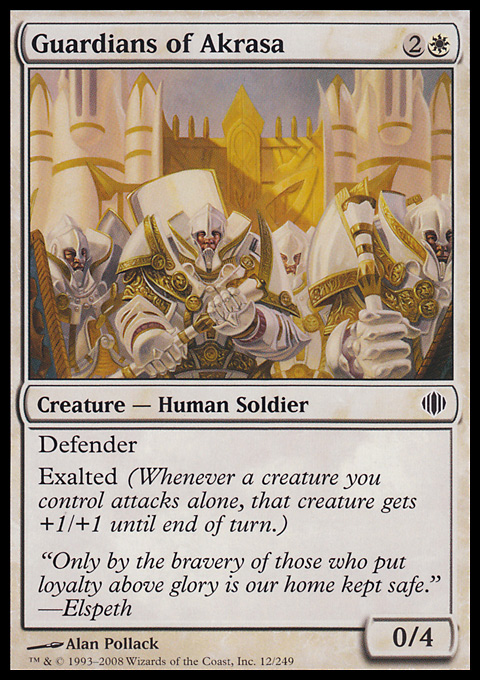 Guardians of Akrasa 2
Creature — Human Soldier
Defender
Exalted (Whenever a creature you
control attacks alone, that creature gets
+1/+1 until end of turn.)
“Only by the bravery of those who put
loyalty above glory is our home kept safe.”
—Elspeth
Alan Pollack
™ & © 1993–2008 Wizards of the Coast, Inc. 12/249
0/4